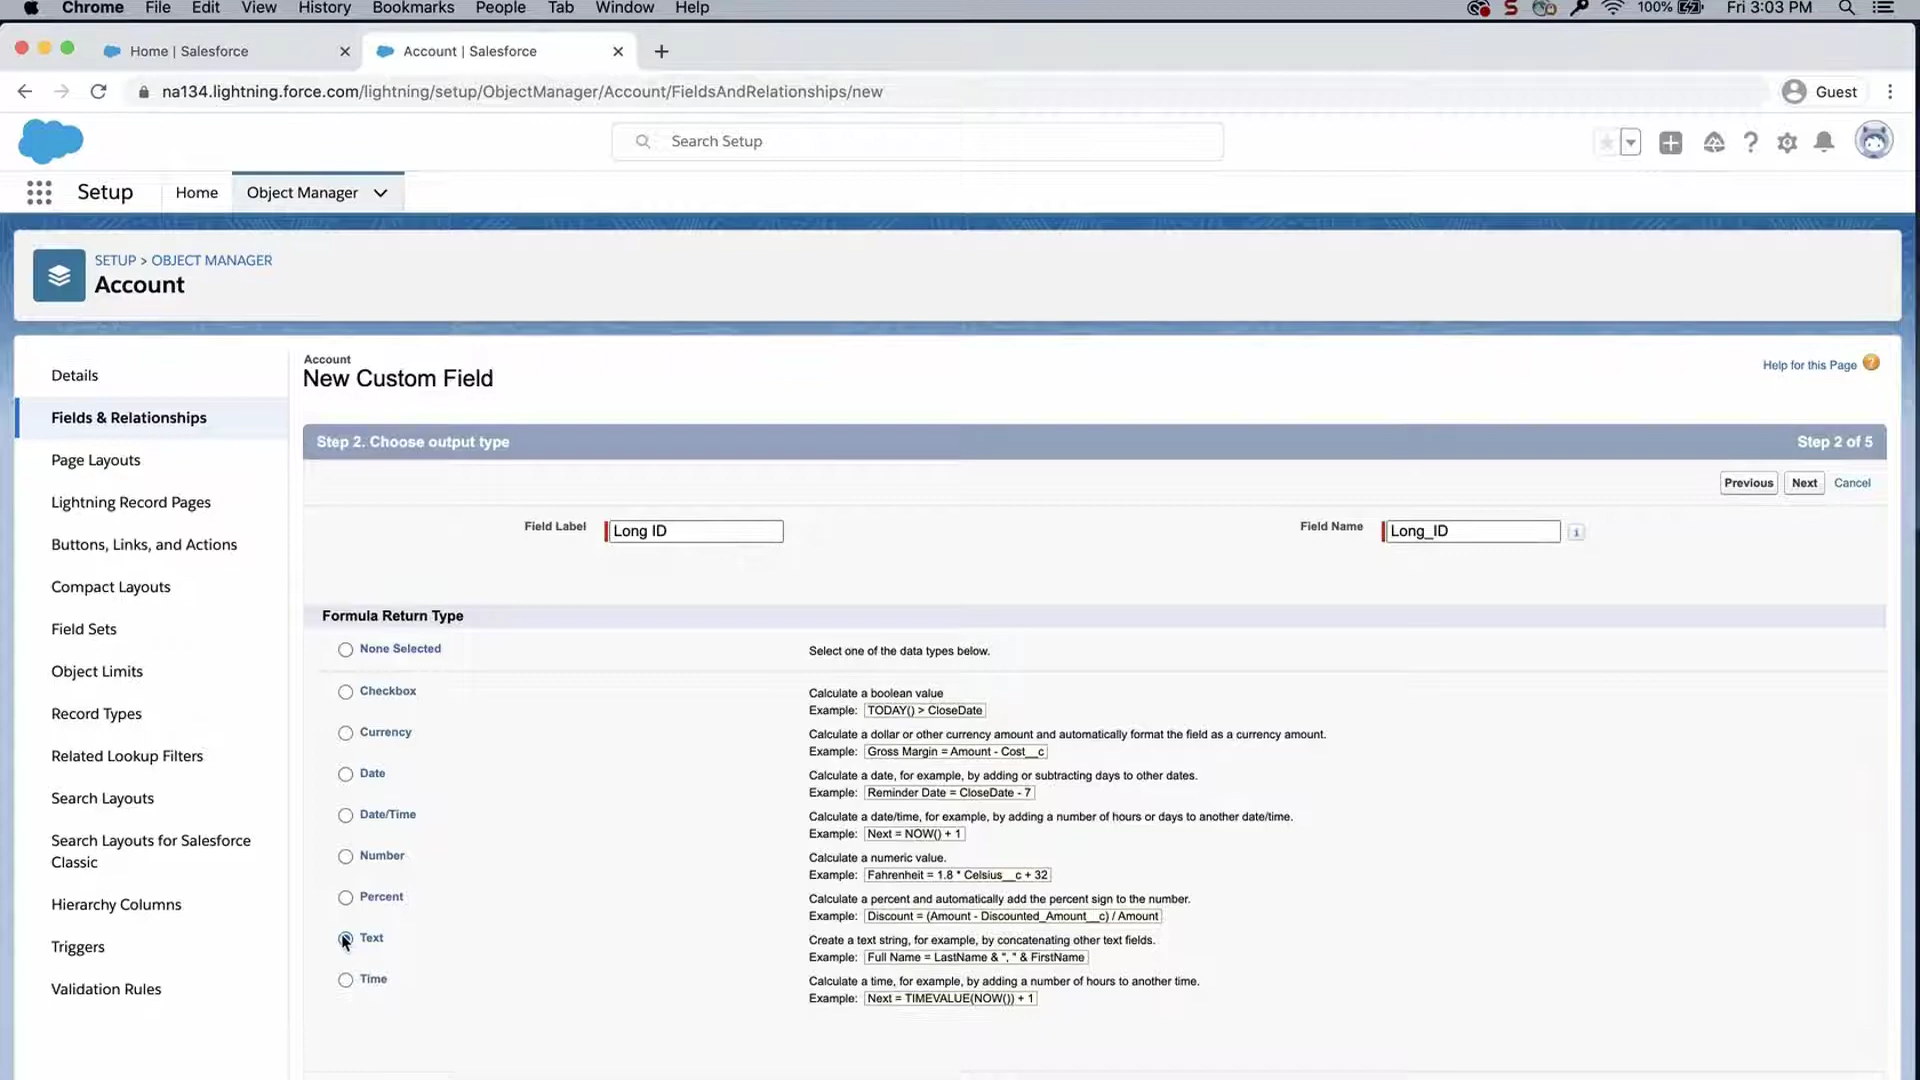 Chrome File Edit View History Bookmarks People Tab Window Help 100% Fri 3:03 PM
Home | Salesforce Account | Salesforce
na134.lightning.force.com/lightning/setup/ObjectManager/Account/FieldsAndRelationships/new Guest
Search Setup
Setup Home Object Manager
SETUP > OBJECT MANAGER
Account
Details
Fields & Relationships
Page Layouts
Lightning Record Pages
Buttons, Links, and Actions
Compact Layouts
Field Sets
Object Limits
Record Types
Related Lookup Filters
Search Layouts
Search Layouts for Salesforce
Classic
Hierarchy Columns
Triggers
Validation Rules
Account
New Custom Field
Help for this Page ?
Step 2. Choose output type Step 2 of 5
Previous Next Cancel
Field Label Long ID Field Name Long_ID i
Formula Return Type
None Selected Select one of the data types below.
Checkbox Calculate a boolean value
Example: TODAY() > CloseDate
Currency Calculate a dollar or other currency amount and automatically format the field as a currency amount.
Example: Gross Margin = Amount - Cost__c
Date Calculate a date, for example, by adding or subtracting days to other dates.
Example: Reminder Date = CloseDate - 7
Date/Time Calculate a date/time, for example, by adding a number of hours or days to another date/time.
Example: Next = NOW() + 1
Number Calculate a numeric value.
Example: Fahrenheit = 1.8 * Celsius__c + 32
Percent Calculate a percent and automatically add the percent sign to the number.
Example: Discount = (Amount - Discounted_Amount__c) / Amount
Text Create a text string, for example, by concatenating other text fields.
Example: Full Name = LastName & ", " & FirstName
Time Calculate a time, for example, by adding a number of hours to another time.
Example: Next = TIMEVALUE(NOW()) + 1